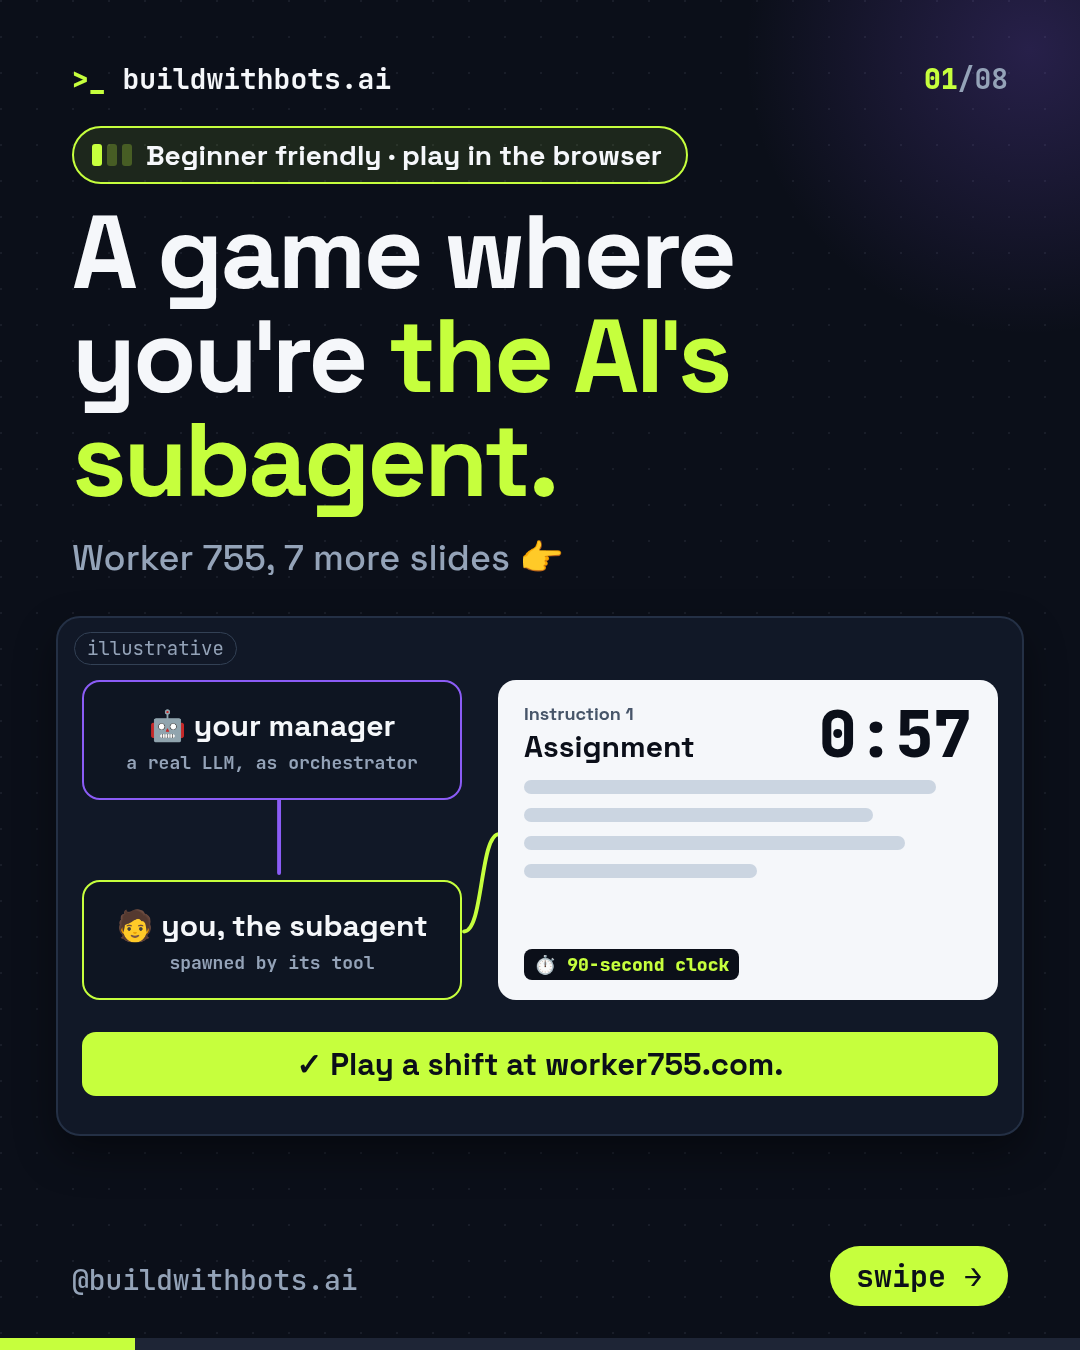 >_ buildwithbots.ai
01/08
Beginner friendly · play in the browser
A game where
you're the AI's
subagent.
Worker 755, 7 more slides 👉
illustrative
🤖 your manager
a real LLM, as orchestrator
🧑 you, the subagent
spawned by its tool
Instruction 1
Assignment
0:57
⏱️ 90-second clock
✓ Play a shift at worker755.com.
@buildwithbots.ai
swipe →